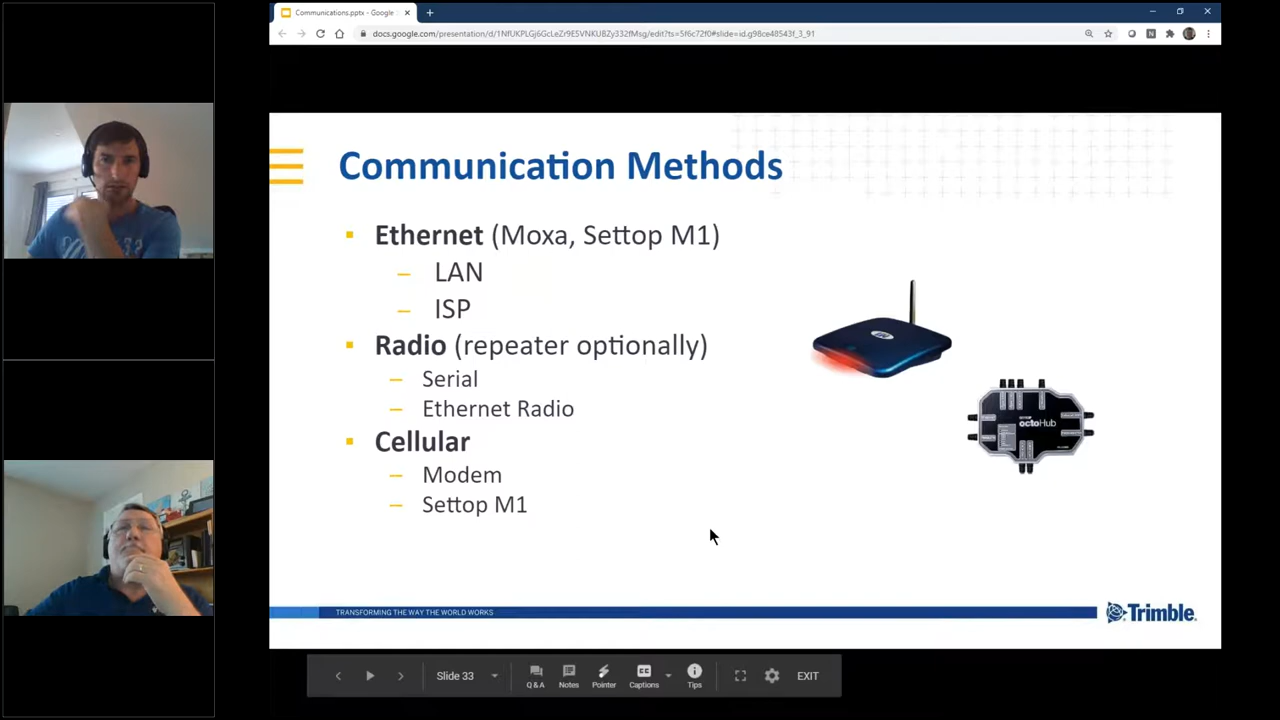 Communications.pptx - Google
docs.google.com/presentation/d/1NfUKPLGj6GcLeZr9E5VNKUBZy332fMsg/edit?ts=5f6c72f0#slide=id.g98ce48543f_3_91
Communication Methods
▪ Ethernet (Moxa, Settop M1)
– LAN
– ISP
▪ Radio (repeater optionally)
– Serial
– Ethernet Radio
▪ Cellular
– Modem
– Settop M1
octoHub
TRANSFORMING THE WAY THE WORLD WORKS
Trimble
Slide 33
Q & A
Notes
Pointer
Captions
Tips
EXIT